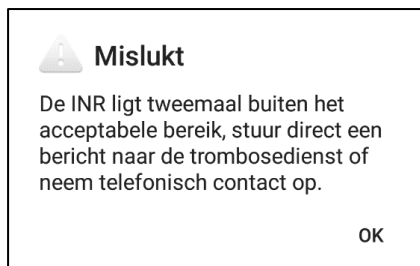 Mislukt
De INR ligt tweemaal buiten het
acceptabele bereik, stuur direct een
bericht naar de trombosedienst of
neem telefonisch contact op.
OK